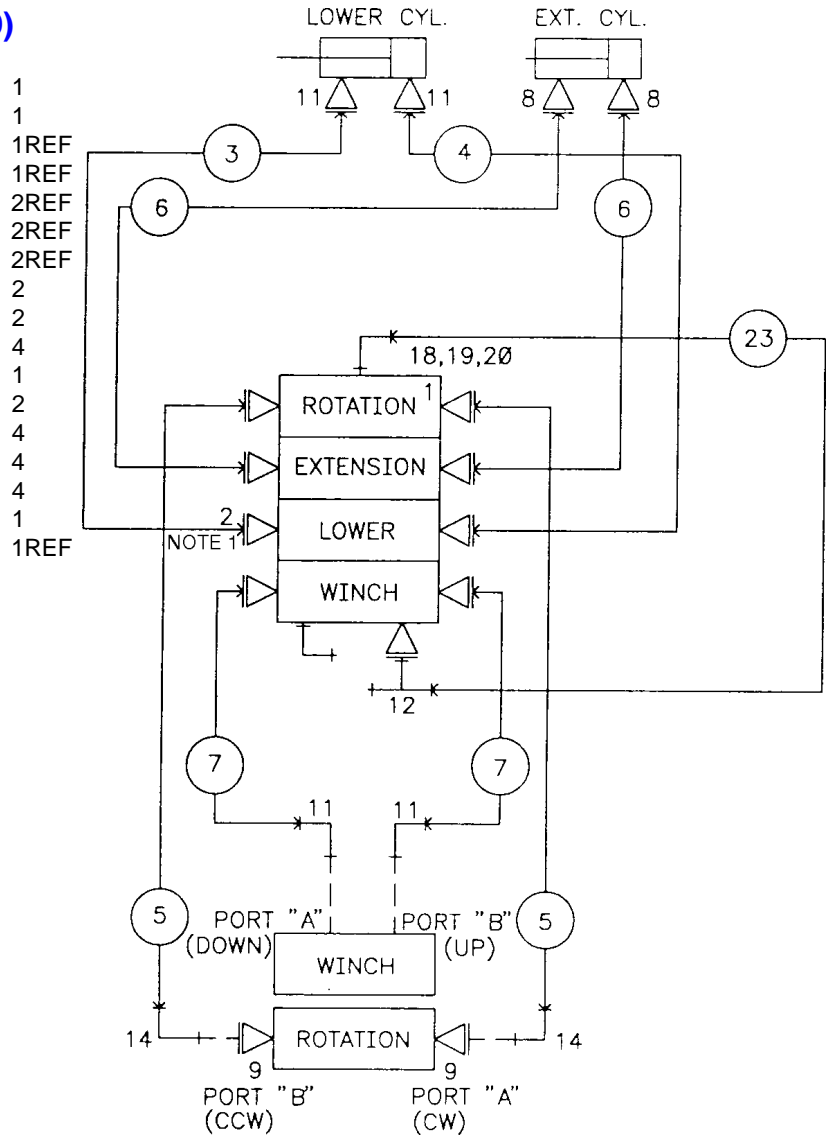 )
1
1
1REF
1REF
2REF
2REF
2REF
2
2
4
1
2
4
4
4
1
1REF
LOWER CYL.
EXT. CYL.
11
11
8
8
3
4
6
6
23
18,19,20
ROTATION
1
EXTENSION
2
NOTE 1
LOWER
WINCH
12
7
7
11
11
5
5
PORT "A"
(DOWN)
PORT "B"
(UP)
WINCH
14
ROTATION
14
9
9
PORT "B"
(CCW)
PORT "A"
(CW)